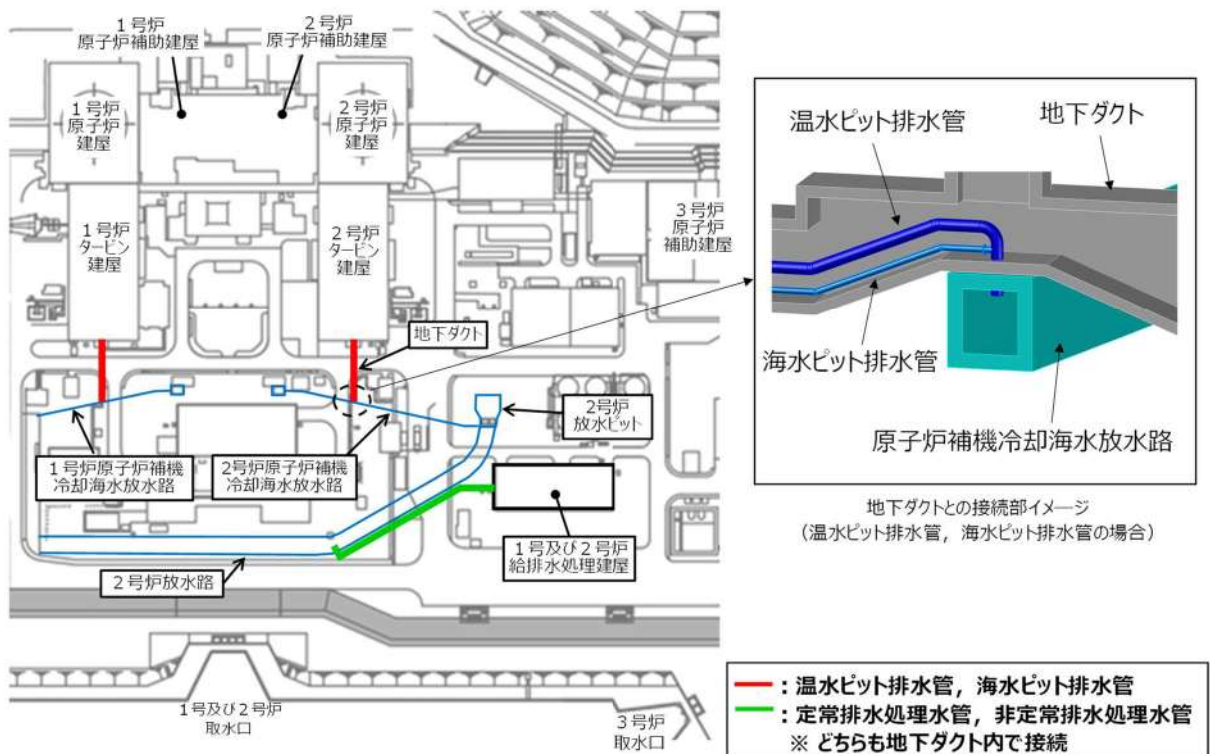 1号炉
原子炉補助建屋
2号炉
原子炉補助建屋
1号炉
原子炉
建屋
2号炉
原子炉
建屋
3号炉
原子炉
補助建屋
1号炉
タービン
建屋
2号炉
タービン
建屋
地下ダクト
2号炉
放水ピット
1号炉原子炉補機
冷却海水放水路
2号炉原子炉補機
冷却海水放水路
1号及び2号炉
給排水処理建屋
2号炉放水路
1号及び2号炉
取水口
3号炉
取水口
温水ピット排水管
地下ダクト
海水ピット排水管
原子炉補機冷却海水放水路
地下ダクトとの接続部イメージ
(温水ピット排水管,海水ピット排水管の場合)
:温水ピット排水管,海水ピット排水管
:定常排水処理水管,非定常排水処理水管
※ どちらも地下ダクト内で接続